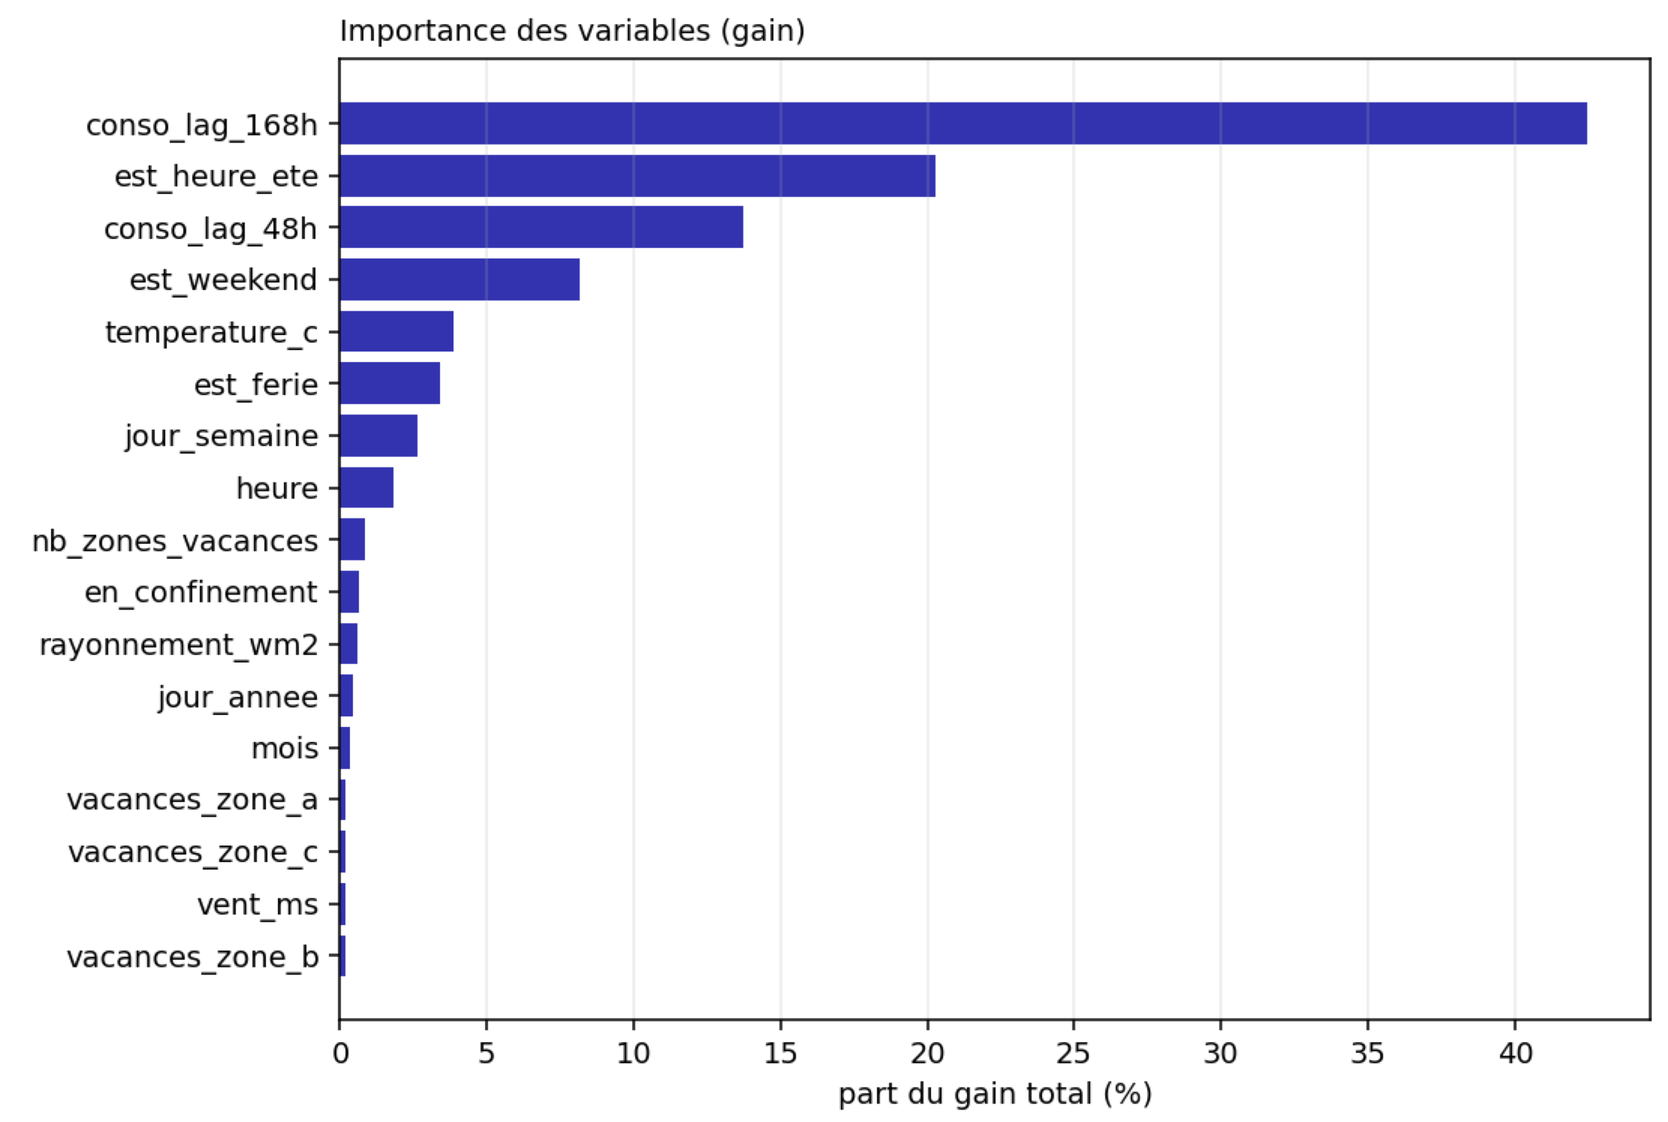 Importance des variables (gain)
conso_lag_168h
est_heure_ete
conso_lag_48h
est_weekend
temperature_c
est_ferie
jour_semaine
heure
nb_zones_vacances
en_confinement
rayonnement_wm2
jour_annee
mois
vacances_zone_a
vacances_zone_c
vent_ms
vacances_zone_b
0 5 10 15 20 25 30 35 40
part du gain total (%)